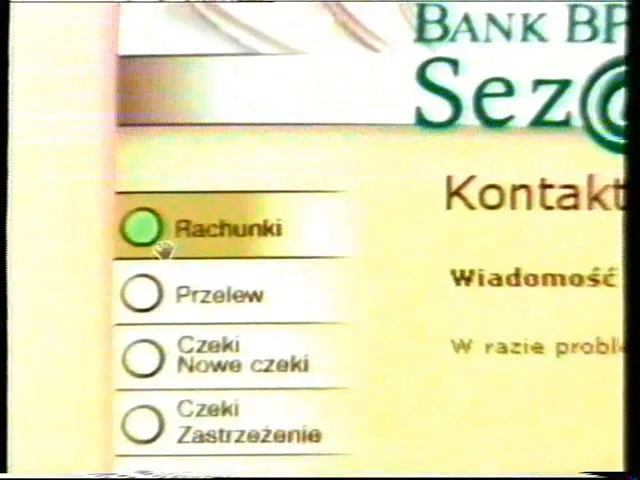 BANK BP
Sez@
Kontakt
Rachunki
Wiadomość
Przelew
W razie probl
Czeki
Nowe czeki
Czeki
Zastrzeżenie